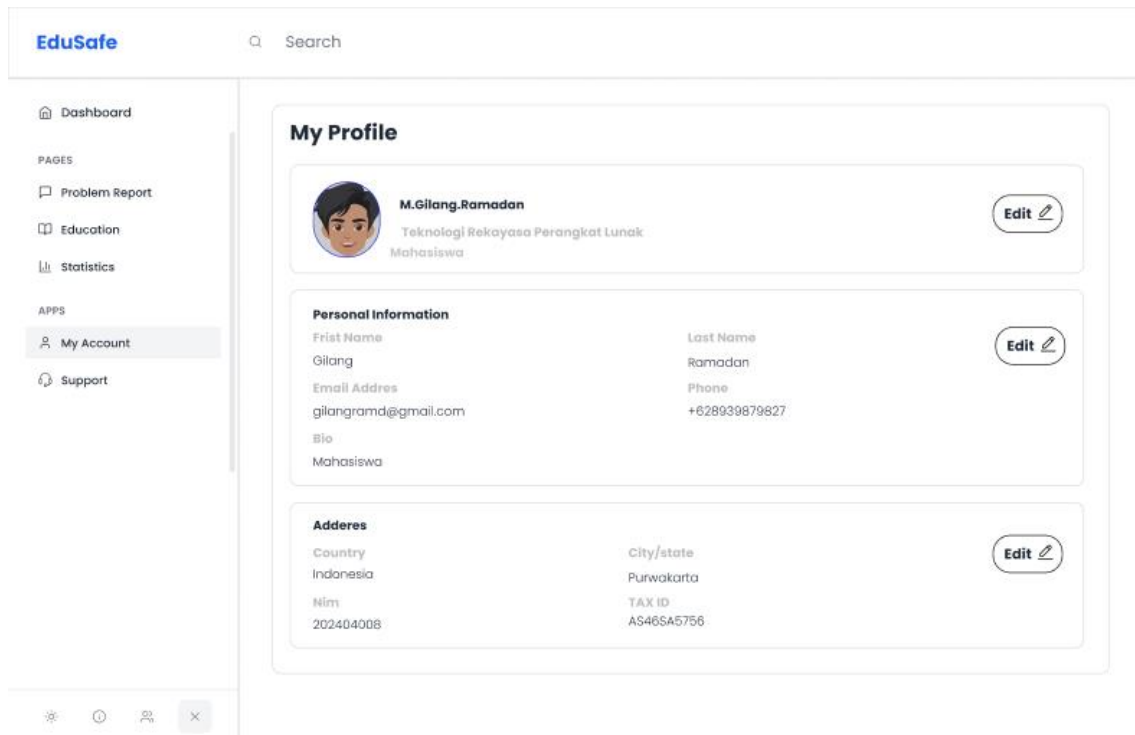 EduSafe
Search
Dashboard
PAGES
Problem Report
Education
Statistics
APPS
My Account
Support
My Profile
M.Gilang.Ramadan
Teknologi Rekayasa Perangkat Lunak
Mahasiswa
Edit
Personal Information
Frist Name
Last Name
Gilang
Ramadan
Edit
Email Addres
Phone
gilangramd@gmail.com
+628939879827
Bio
Mahasiswa
Adderes
Country
City/state
Edit
Indonesia
Purwakarta
Nim
TAX ID
202404008
AS46SA5756